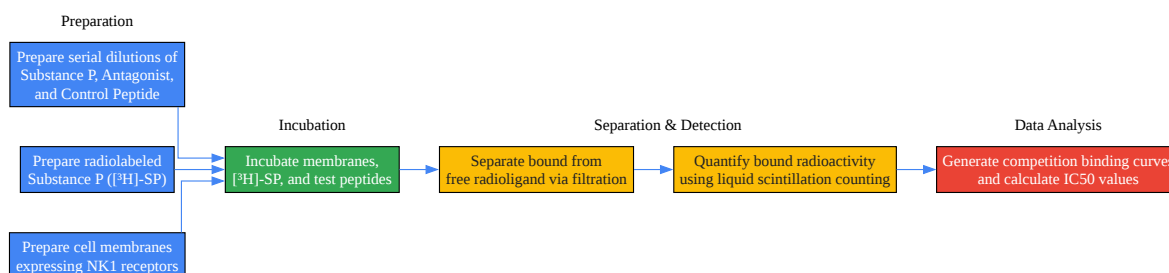 Preparation
Prepare serial dilutions of
Substance P, Antagonist,
and Control Peptide
Incubation
Separation & Detection
Data Analysis
Prepare radiolabeled
Substance P ([³H]-SP)
Incubate membranes,
[³H]-SP, and test peptides
Separate bound from
free radioligand via filtration
Quantify bound radioactivity
using liquid scintillation counting
Generate competition binding curves
and calculate IC50 values
Prepare cell membranes
expressing NK1 receptors